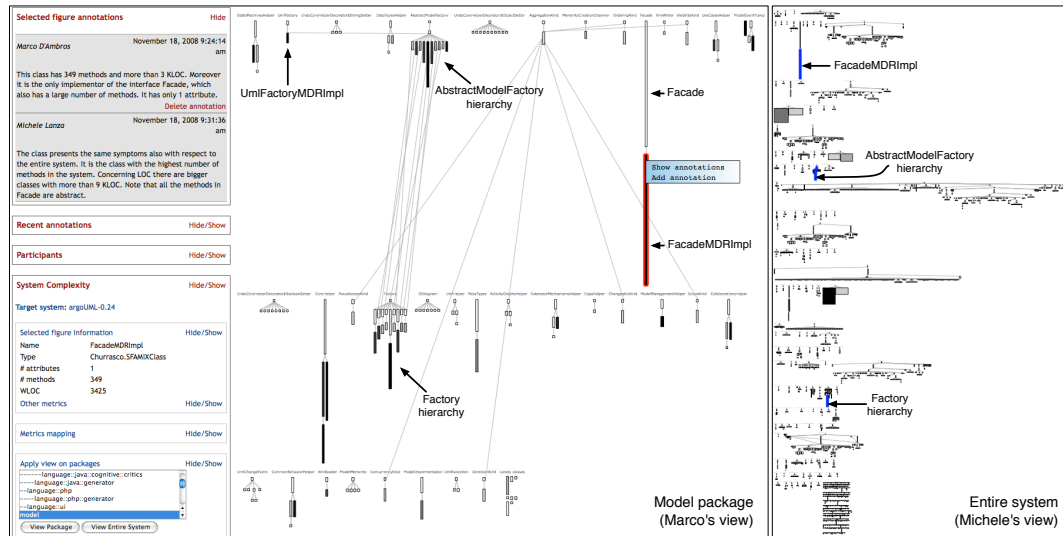 Selected figure annotations Hide
Marco D'Ambros November 18, 2008 9:24:14 am
This class has 349 methods and more than 3 KLOC. Moreover
it is the only implementor of the interface Facade, which
also has a large number of methods. It has only 1 attribute.
Delete annotation
Michele Lanza November 18, 2008 9:31:36 am
The class presents the same symptoms also with respect to
the entire system. It is the class with the highest number of
methods in the system. Concerning LOC there are bigger
classes with more than 9 KLOC. Note that all the methods in
Facade are abstract.
Recent annotations Hide/Show
Participants Hide/Show
System Complexity Hide/Show
Target system: argoUML-0.24
Selected figure information Hide/Show
Name FacadeMDRImpl
Type Churrasco.SFAMIXClass
# attributes 1
# methods 349
WLOC 3425
Other metrics Hide/Show
Metrics mapping Hide/Show
Apply view on packages Hide/Show
------language::java::cognitive::critics
------language::java::generator
---language::php
------language::php::generator
---language::ui
model
View Package View Entire System
UmlFactoryMDRImpl
AbstractModelFactory
hierarchy
Facade
Show annotations
Add annotation
FacadeMDRImpl
Factory
hierarchy
Model package
(Marco's view)
FacadeMDRImpl
AbstractModelFactory
hierarchy
Factory
hierarchy
Entire system
(Michele's view)